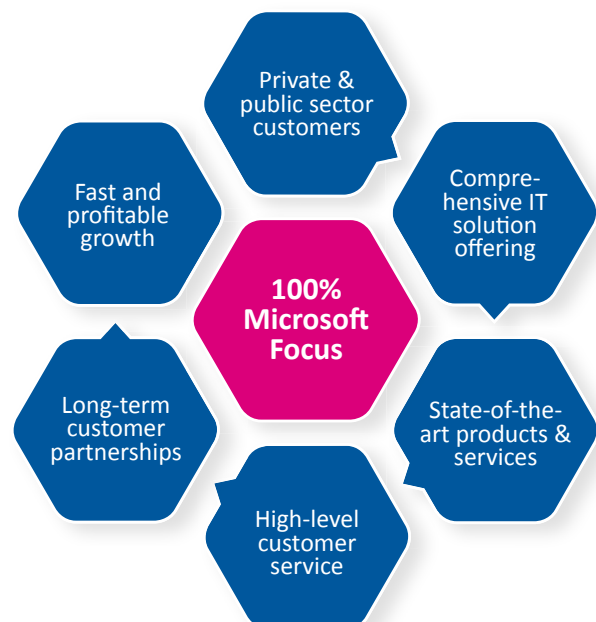 Private &
public sector
customers
Compre-
hensive IT
solution
offering
State-of-the-
art products &
services
High-level
customer
service
Long-term
customer
partnerships
Fast and
profitable
growth
100%
Microsoft
Focus